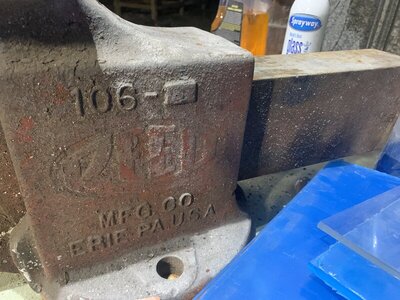 106-
REED
MFG. CO.
ERIE PA USA
Sprayway
glass